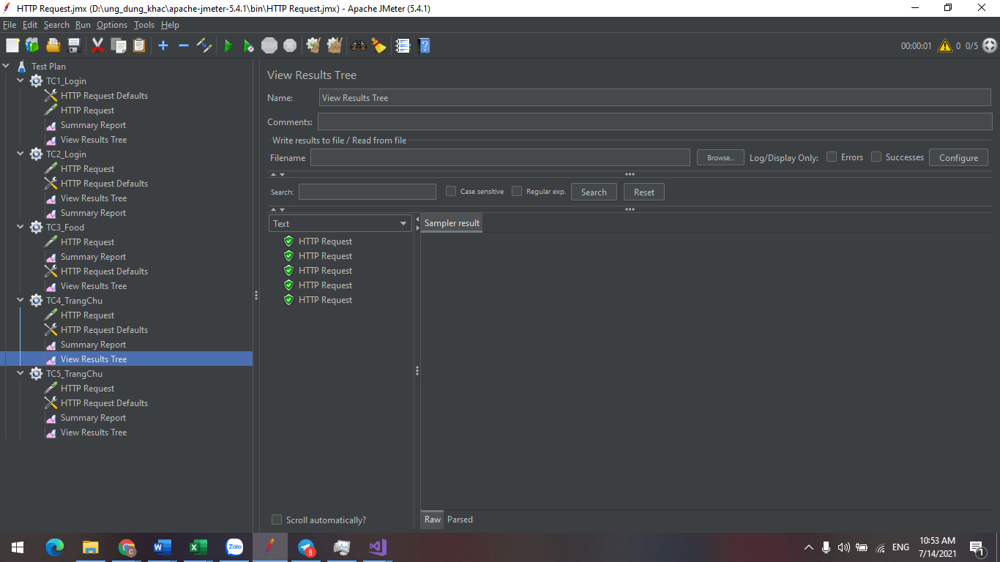 HTTP Request.jmx (D:\ung_dung_khac\apache-jmeter-5.4.1\bin\HTTP Request.jmx) - Apache JMeter (5.4.1)
File Edit Search Run Options Tools Help
STOP 00:00:01 0 0/5
Test Plan
TC1_Login
HTTP Request Defaults
HTTP Request
Summary Report
View Results Tree
TC2_Login
HTTP Request
HTTP Request Defaults
View Results Tree
Summary Report
TC3_Food
HTTP Request
Summary Report
HTTP Request Defaults
View Results Tree
TC4_TrangChu
HTTP Request
HTTP Request Defaults
Summary Report
View Results Tree
TC5_TrangChu
HTTP Request
HTTP Request Defaults
Summary Report
View Results Tree
View Results Tree
Name: View Results Tree
Comments:
Write results to file / Read from file
Filename Browse... Log/Display Only: Errors Successes Configure
Search: Case sensitive Regular exp. Search Reset
Text
HTTP Request
HTTP Request
HTTP Request
HTTP Request
HTTP Request
Scroll automatically?
Sampler result
Raw Parsed
C W X Zalo 8 ENG 10:53 AM
7/14/2021 1